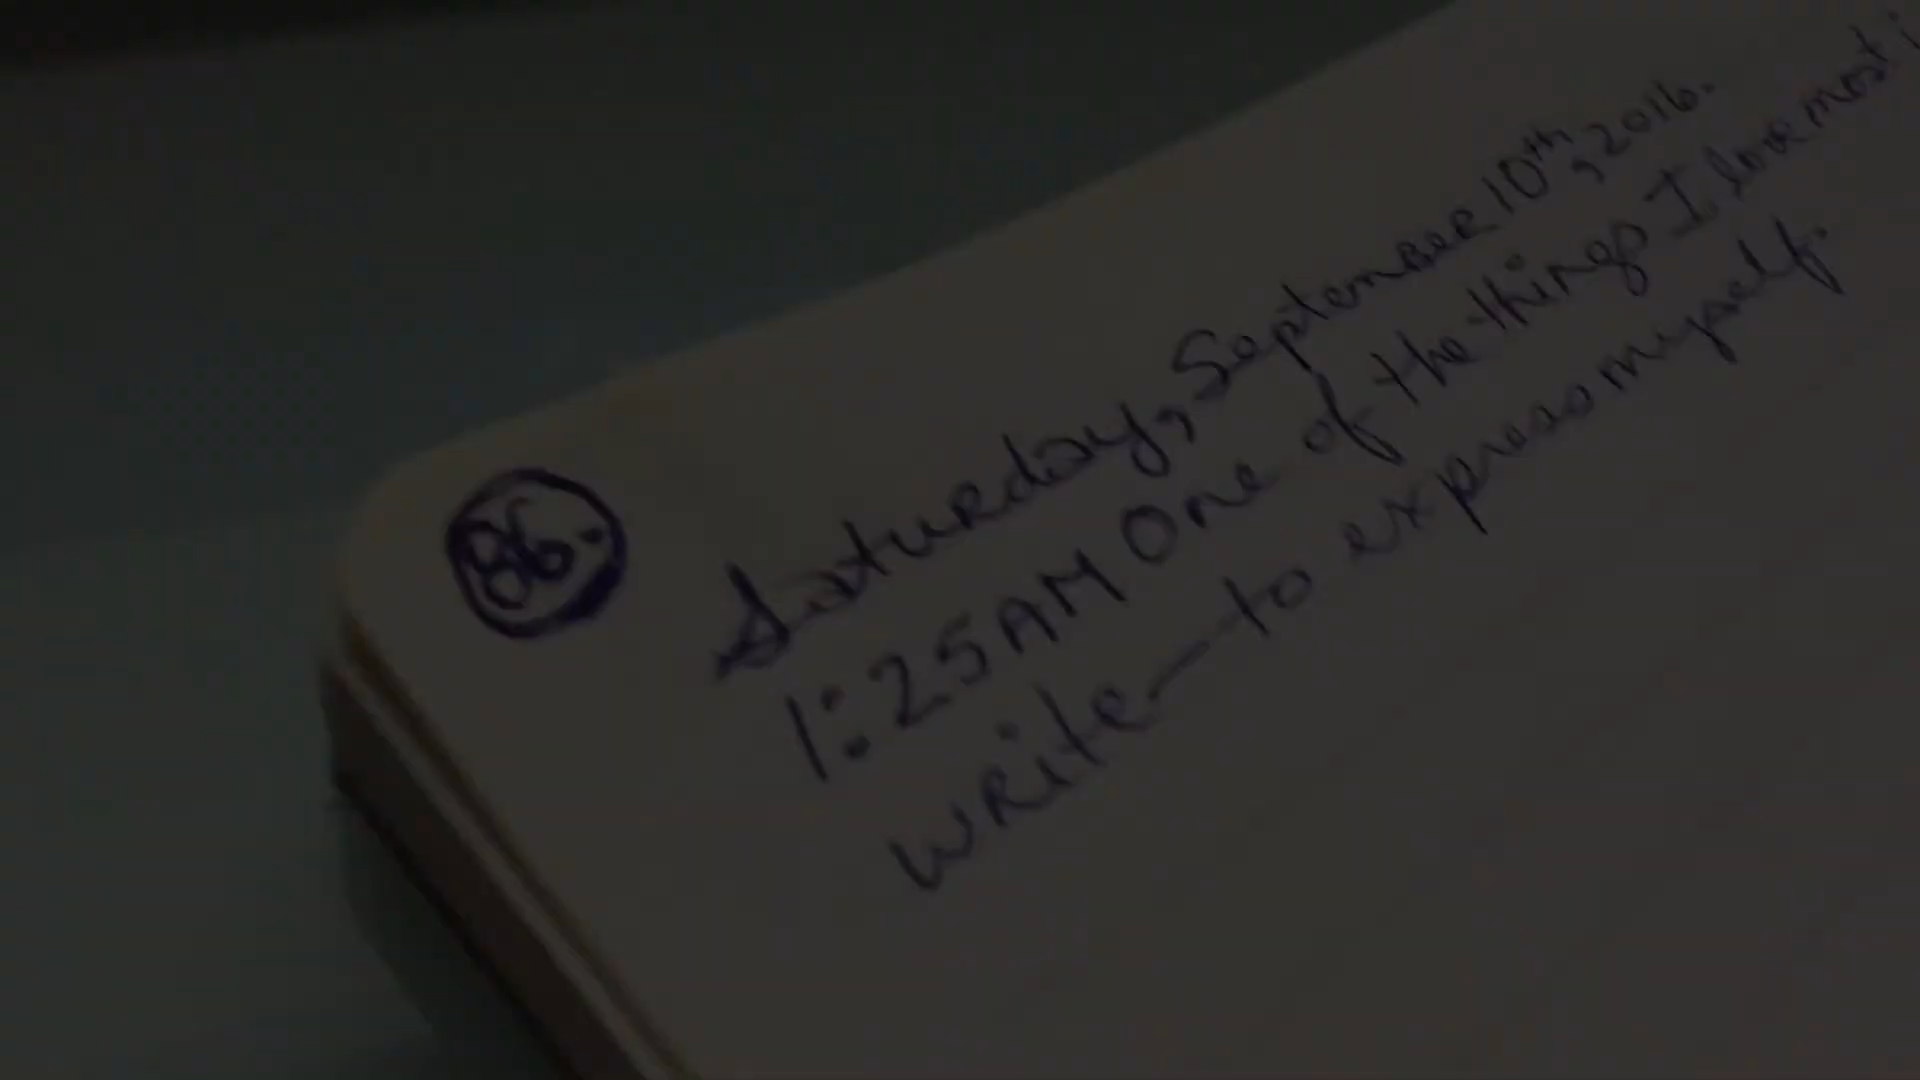 86.
Saturday, September 10th, 2016.
1:25AM One of the things I love most i
write—to express myself.